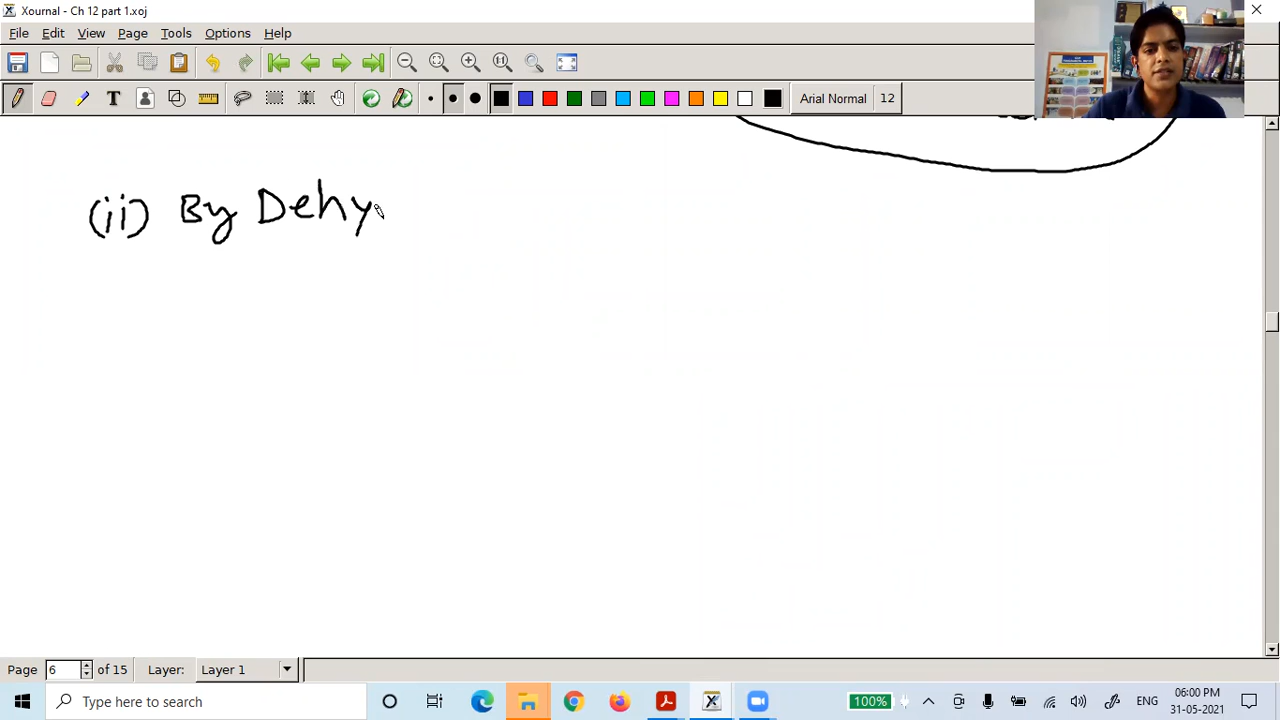 Xournal - Ch 12 part 1.xoj
File Edit View Page Tools Options Help
Arial Normal 12
(ii) By Dehy
Page 6 of 15 Layer: Layer 1
Type here to search
100%
ENG
06:00 PM
31-05-2021